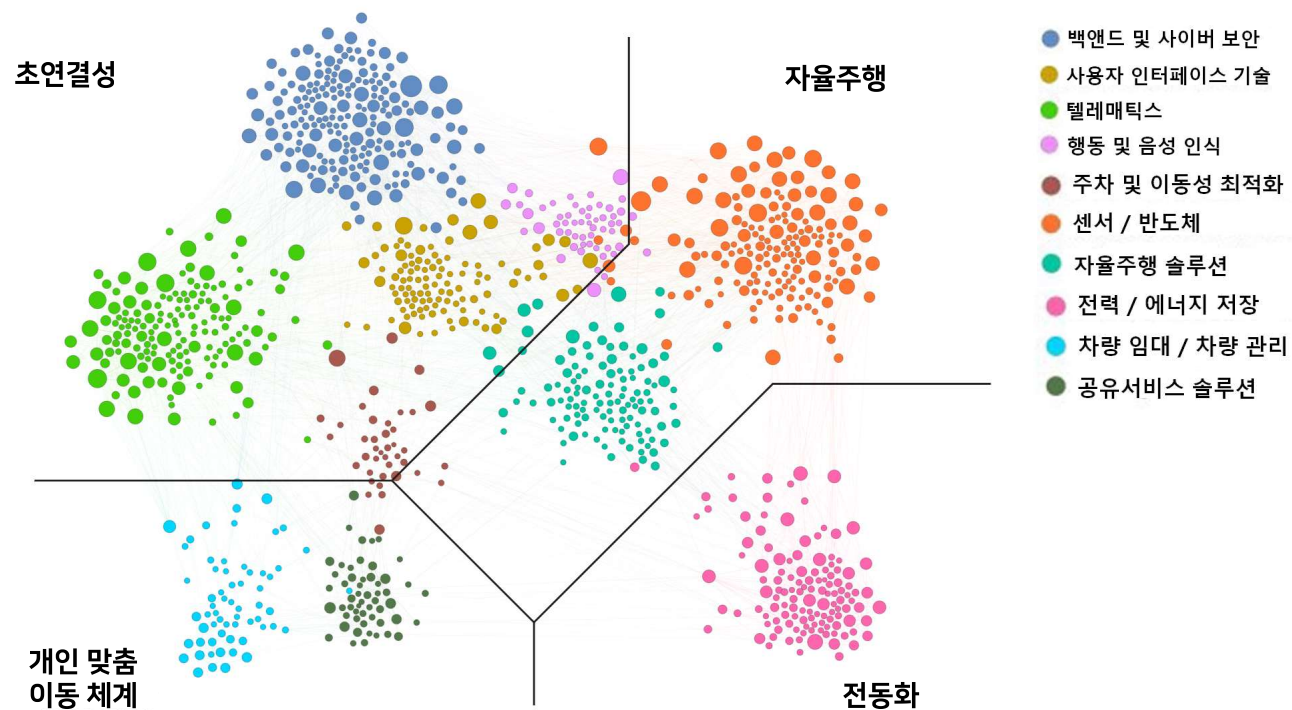 초연결성
자율주행
개인 맞춤
이동 체계
전동화
백앤드 및 사이버 보안
사용자 인터페이스 기술
텔레매틱스
행동 및 음성 인식
주차 및 이동성 최적화
센서 / 반도체
자율주행 솔루션
전력 / 에너지 저장
차량 임대 / 차량 관리
공유서비스 솔루션